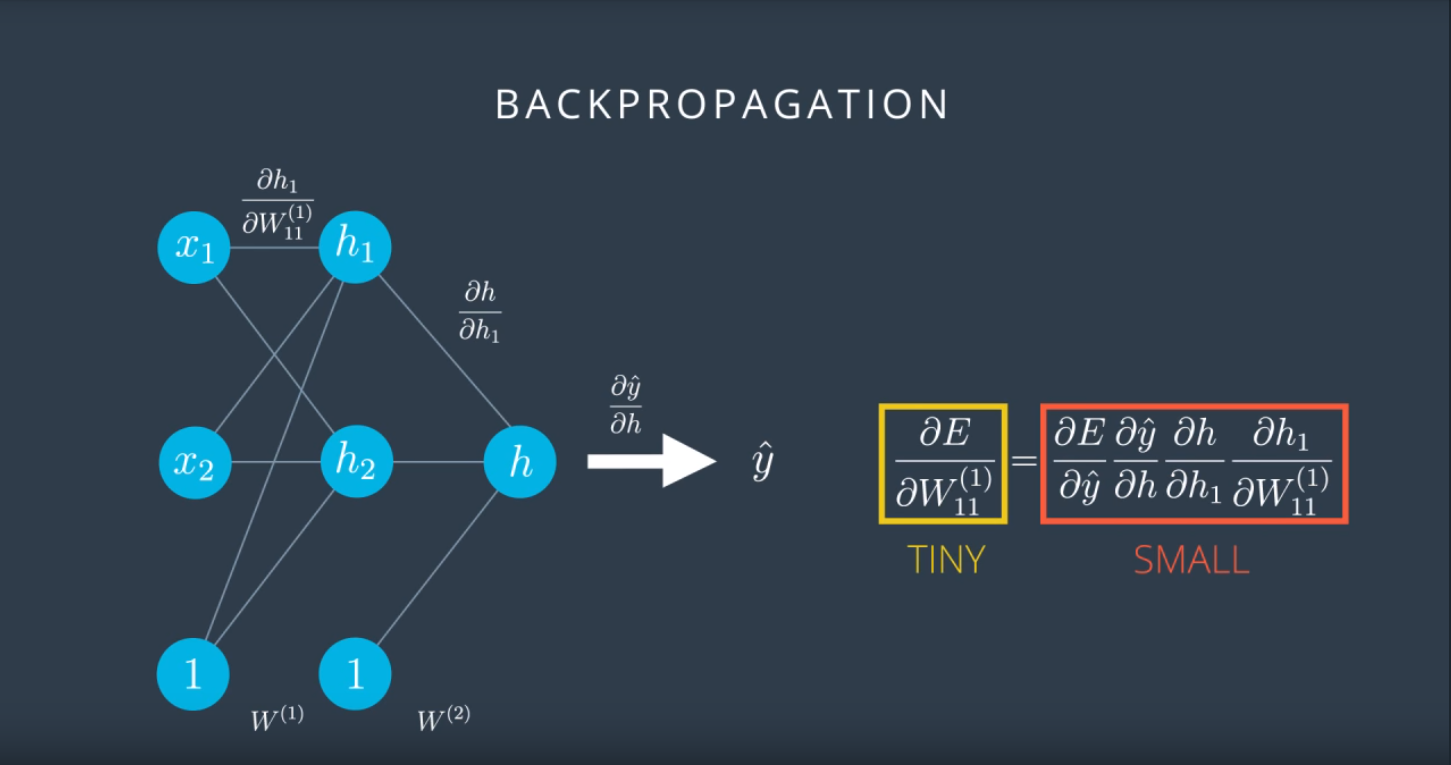 BACKPROPAGATION
∂h₁/∂W₁₁⁽¹⁾
x₁ h₁
∂h/∂h₁
∂ŷ/∂h
x₂ h₂ h ŷ
∂E/∂W₁₁⁽¹⁾ = ∂E/∂ŷ ∂ŷ/∂h ∂h/∂h₁ ∂h₁/∂W₁₁⁽¹⁾
TINY SMALL
1 1
W⁽¹⁾ W⁽²⁾